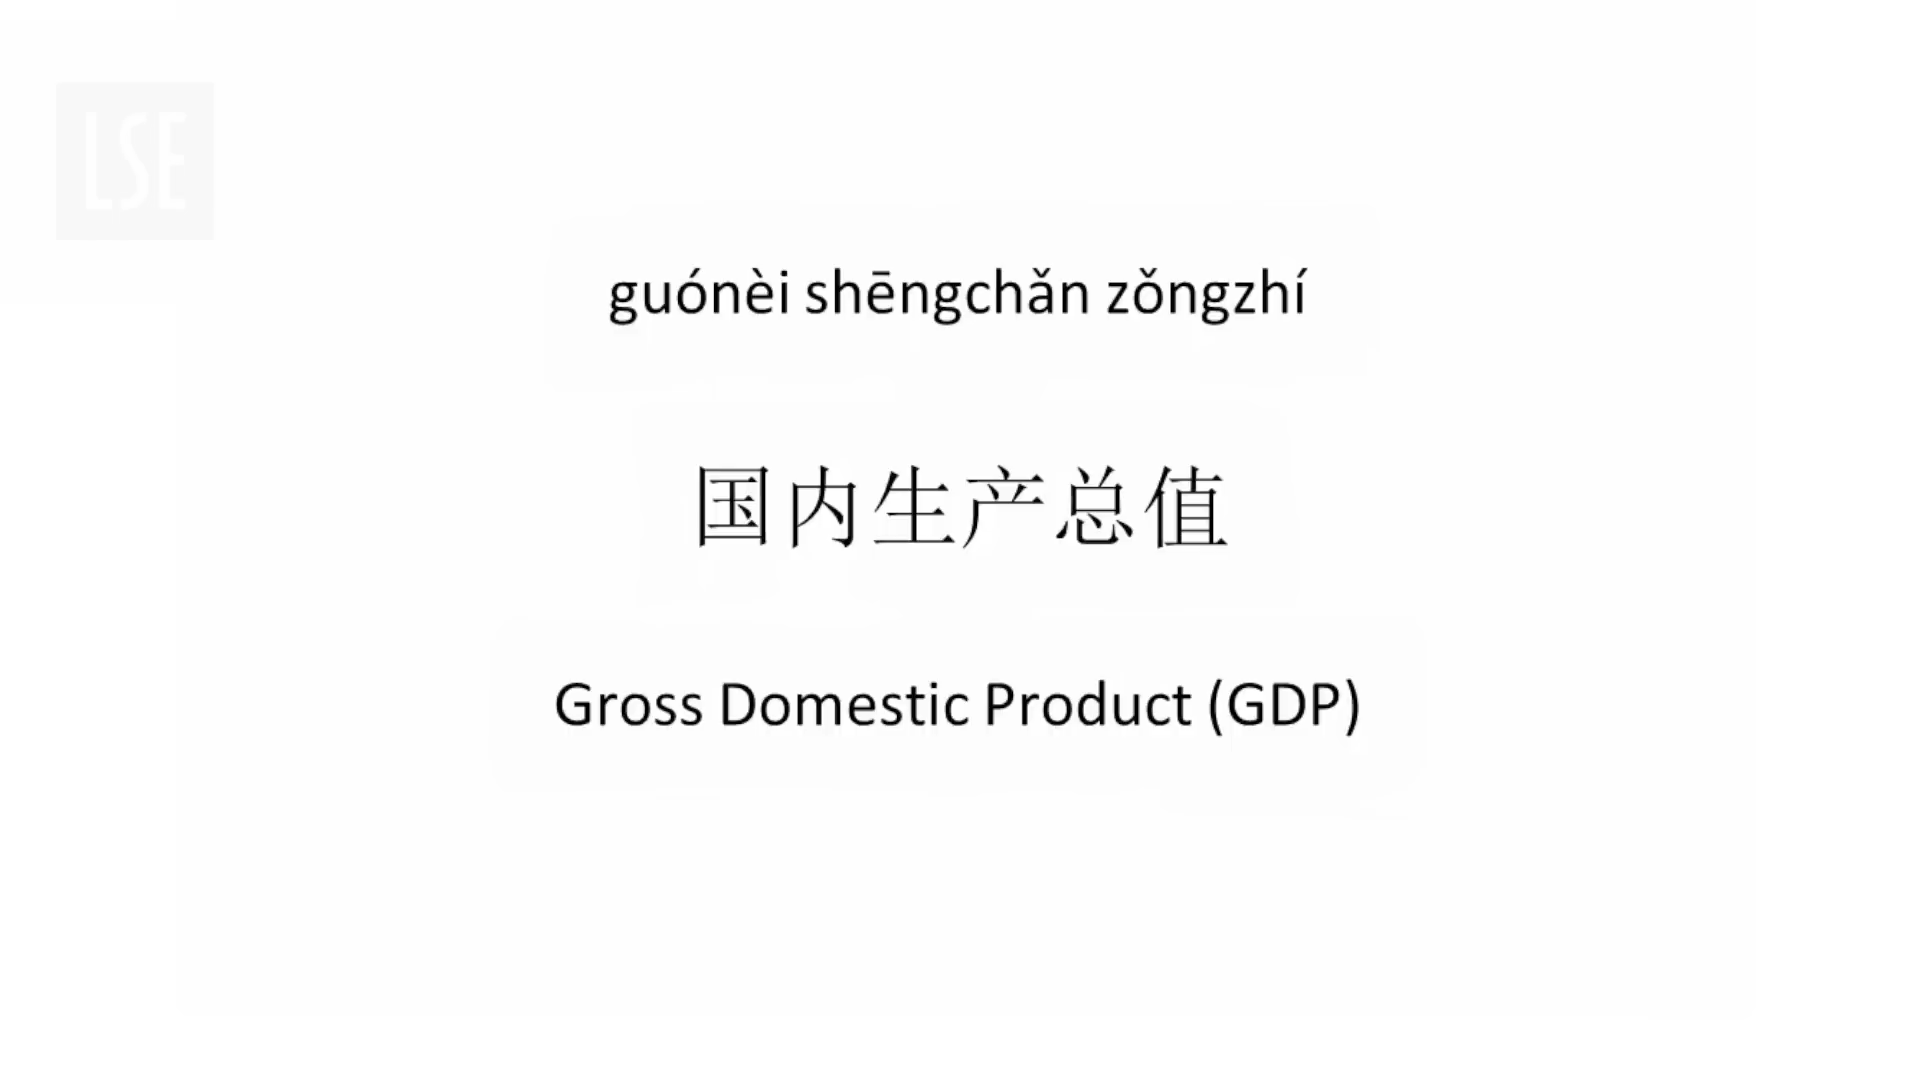 LSE
guónèi shēngchǎn zǒngzhí
国内生产总值
Gross Domestic Product (GDP)